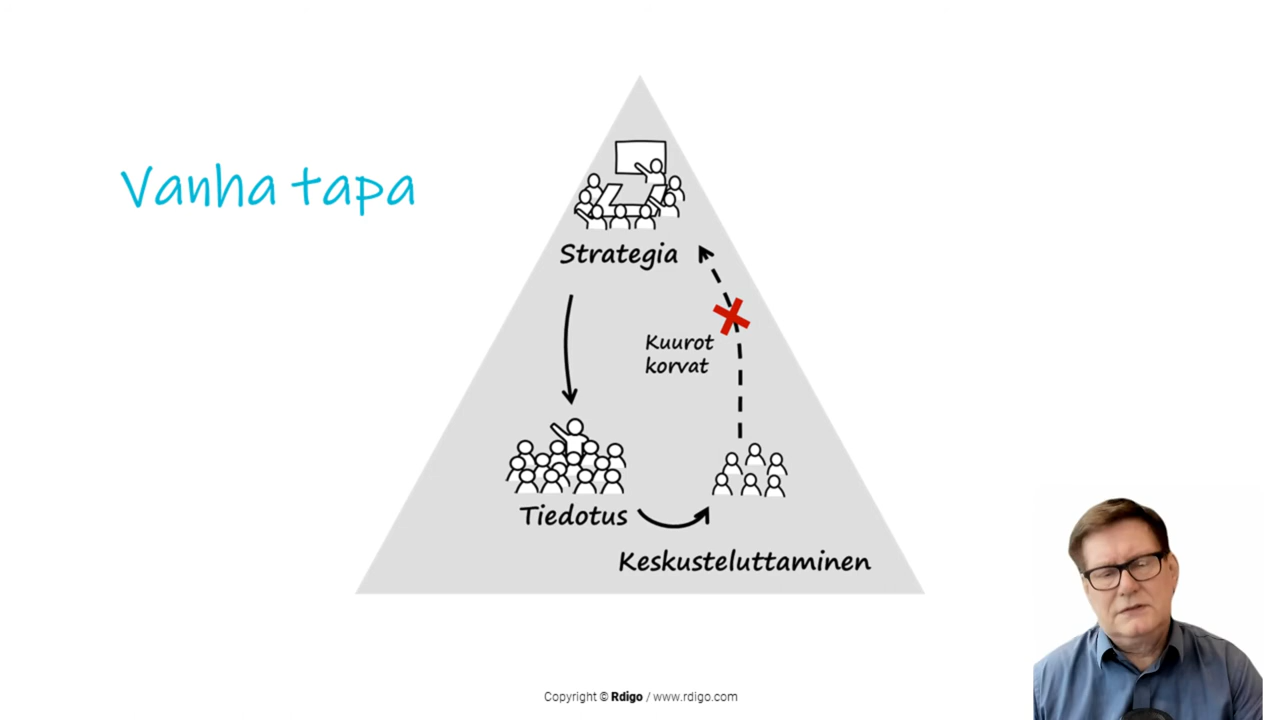 Vanha tapa
Strategia
Kuurot
korvat
Tiedotus
Keskusteluttaminen
Copyright © Rdigo / www.rdigo.com